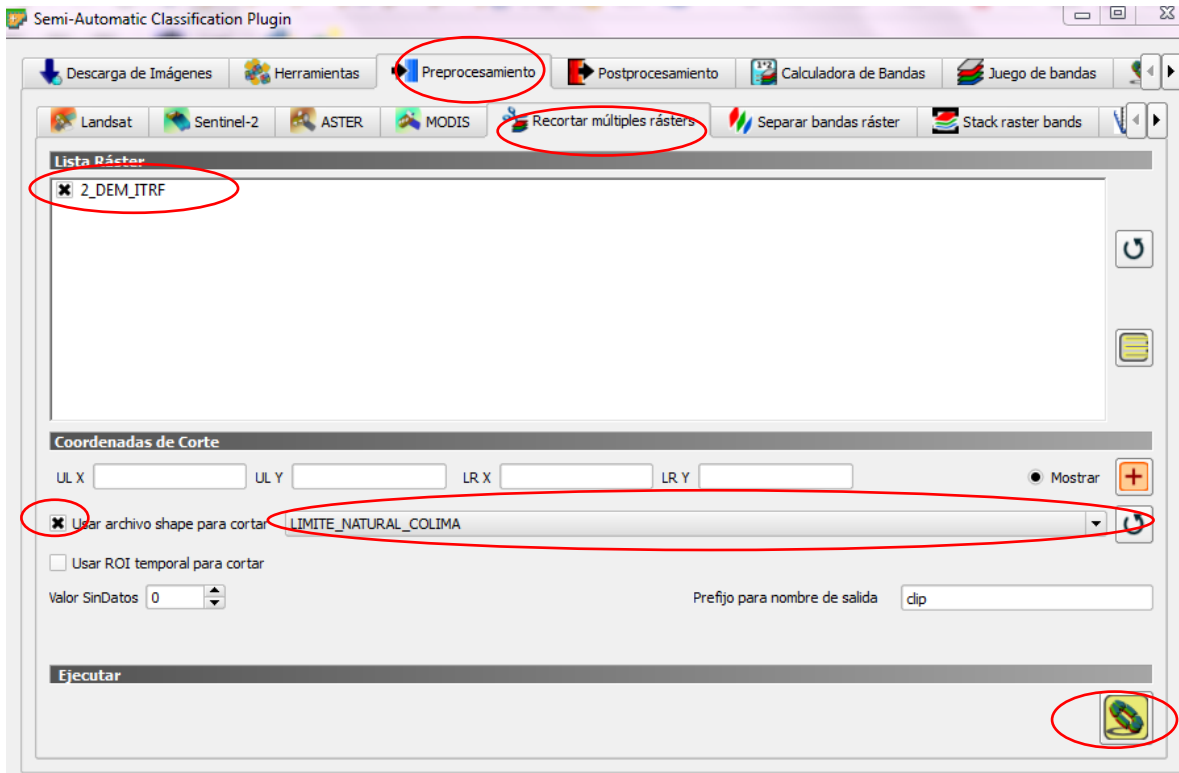 Semi-Automatic Classification Plugin
Descarga de Imágenes Herramientas Preprocesamiento Postprocesamiento Calculadora de Bandas Juego de bandas
Landsat Sentinel-2 ASTER MODIS Recortar múltiples rásters Separar bandas ráster Stack raster bands
Lista Ráster
2_DEM_ITRF
Coordenadas de Corte
UL X UL Y LR X LR Y Mostrar
Usar archivo shape para cortar LIMITE_NATURAL_COLIMA
Usar ROI temporal para cortar
Valor SinDatos 0 Prefijo para nombre de salida clip
Ejecutar